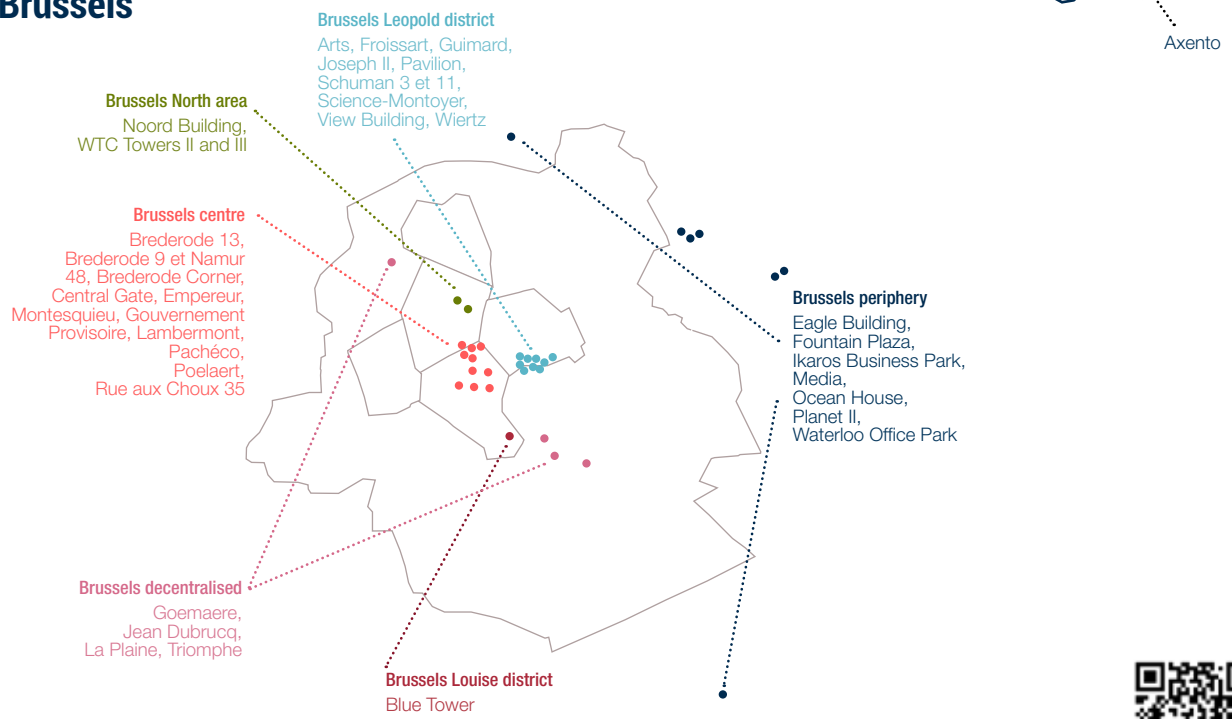 Brussels
Axento
Brussels Leopold district
Arts, Froissart, Guimard,
Joseph II, Pavilion,
Schuman 3 et 11,
Science-Montoyer,
View Building, Wiertz
Brussels North area
Noord Building,
WTC Towers II and III
Brussels centre
Brederode 13,
Brederode 9 et Namur
48, Brederode Corner,
Central Gate, Empereur,
Montesquieu, Gouvernement
Provisoire, Lambermont,
Pachéco,
Poelaert,
Rue aux Choux 35
Brussels periphery
Eagle Building,
Fountain Plaza,
Ikaros Business Park,
Media,
Ocean House,
Planet II,
Waterloo Office Park
Brussels decentralised
Goemaere,
Jean Dubrucq,
La Plaine, Triomphe
Brussels Louise district
Blue Tower